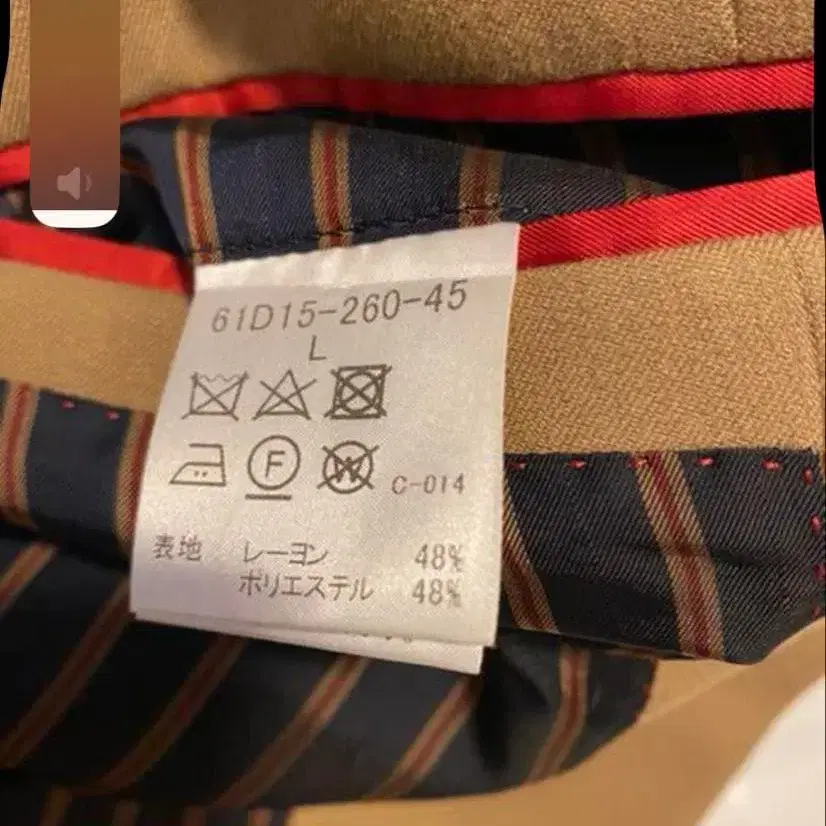 61D15-260-45
L
F W C-014
表地 レーヨン 48%
ポリエステル 48%